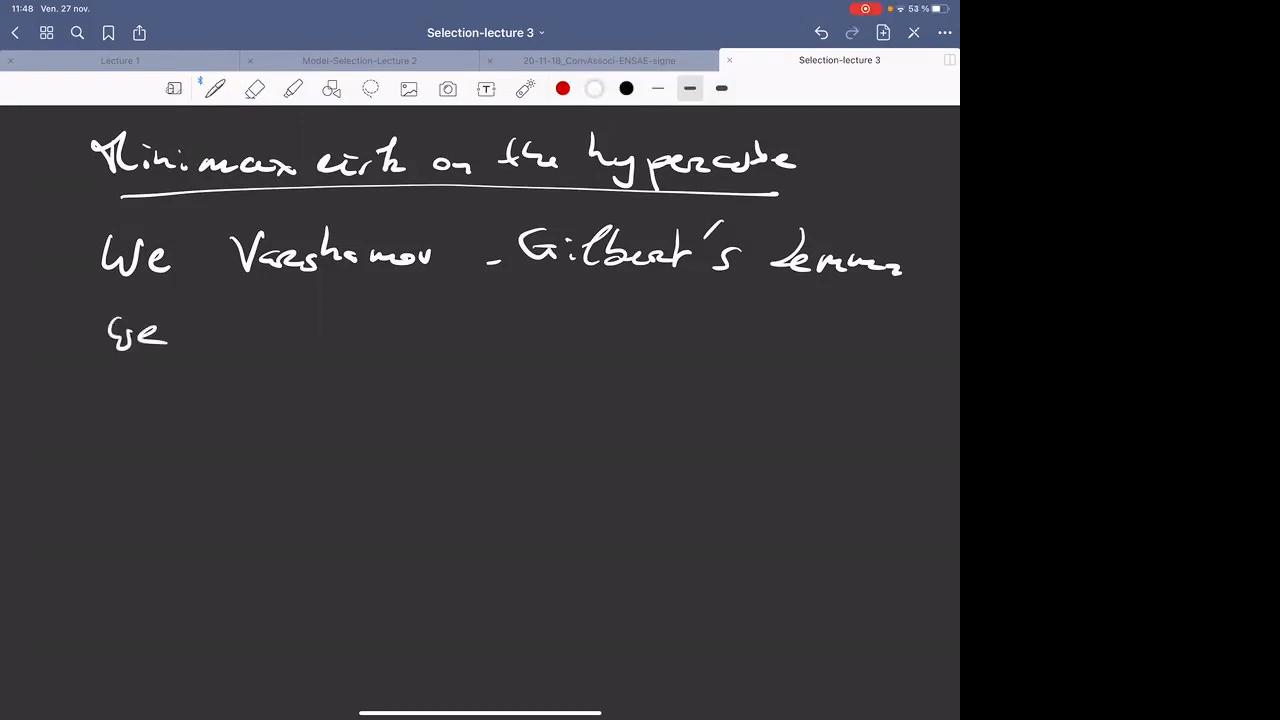 11:48 Ven. 27 nov. 53 %
Selection-lecture 3
Lecture 1 Model-Selection-Lecture 2 20-11-18_ConvAssoci-ENSAE-signe Selection-lecture 3
Minimax risk on the hypercube
We Varshamov - Gilbert's Lemma
we